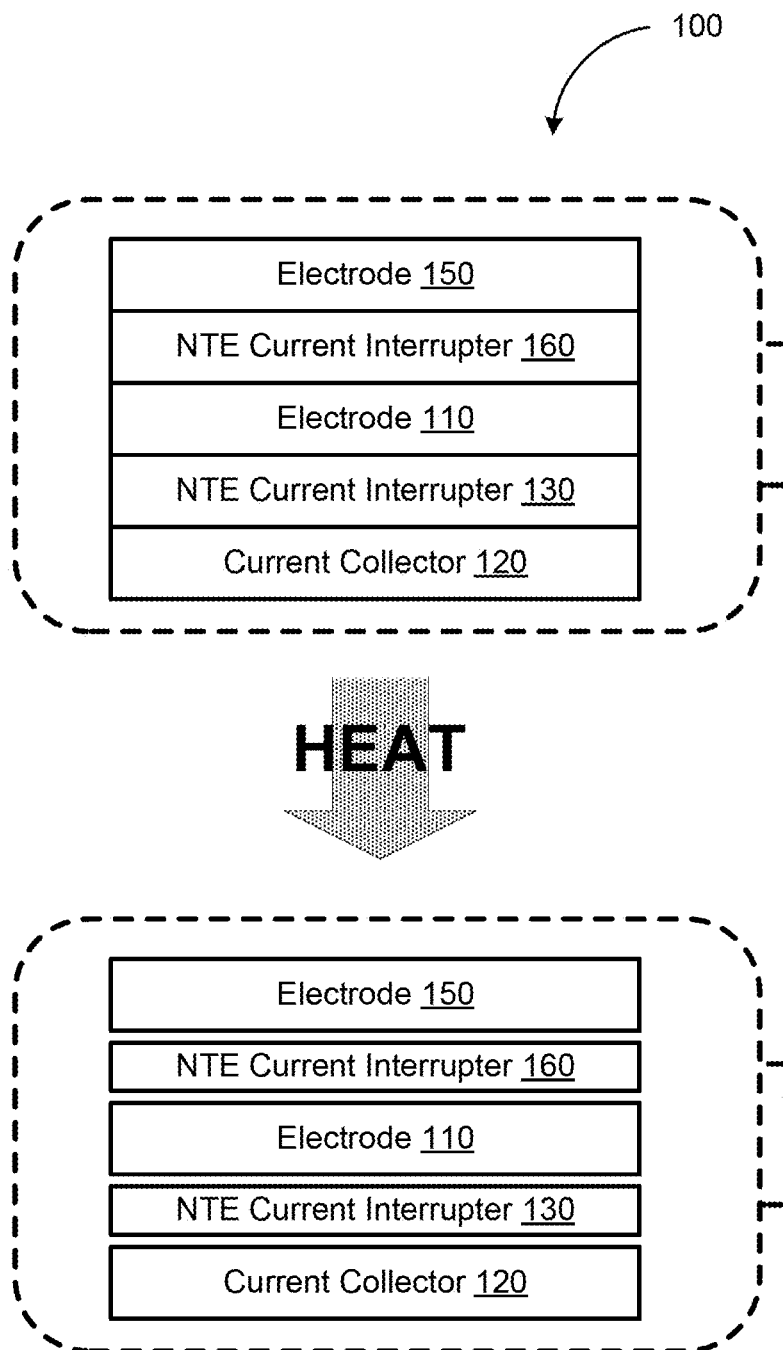 100
Electrode 150
NTE Current Interrupter 160
Electrode 110
NTE Current Interrupter 130
Current Collector 120
HEAT
Electrode 150
NTE Current Interrupter 160
Electrode 110
NTE Current Interrupter 130
Current Collector 120